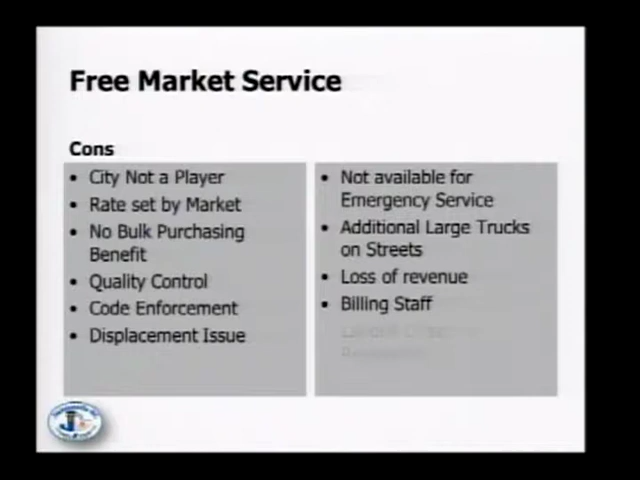 Free Market Service
Cons
• City Not a Player
• Rate set by Market
• No Bulk Purchasing
Benefit
• Quality Control
• Code Enforcement
• Displacement Issue
• Not available for
Emergency Service
• Additional Large Trucks
on Streets
• Loss of revenue
• Billing Staff